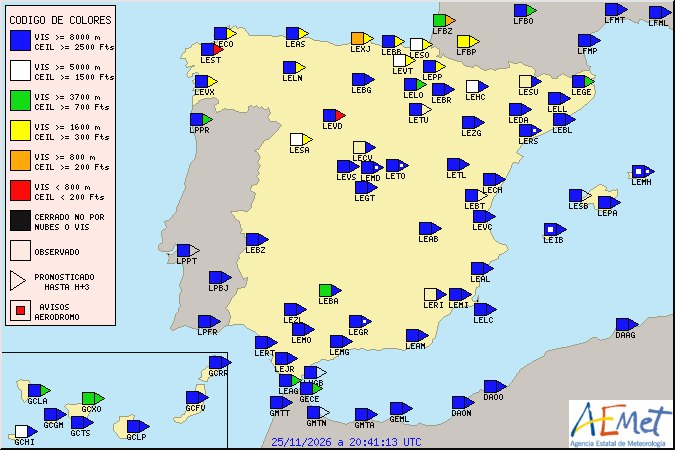 CODIGO DE COLORES
VIS >= 8000 m
CEIL >= 2500 Fts
VIS >= 5000 m
CEIL >= 1500 Fts
VIS >= 3700 m
CEIL >= 700 Fts
VIS >= 1600 m
CEIL >= 300 Fts
VIS >= 800 m
CEIL >= 200 Fts
VIS < 800 m
CEIL < 200 Fts
CERRADO NO POR
NUBES O VIS
OBSERVADO
PRONOSTICADO
HASTA H+3
AVISOS
AERODROMO
LFBO
LFMT
LFML
LFBZ
LECO
LEAS
LEXJ
LEBB
LESO
LFBP
LFMP
LEST
LEVT
LEPP
LELN
LEBG
LEVX
LELO
LEBR
LEHC
LESU
LEGE
LELL
LETU
LEDA
LEBL
LPPR
LEVD
LEZG
LERS
LESA
LECV
LEVS
LEMD
LETO
LETL
LEMH
LEGT
LECH
LEBT
LESB
LEPA
LEVC
LEAB
LEIB
LEBZ
LPPT
LEAL
LPBJ
LEBA
LERI
LEMI
LEZL
LELC
LPFR
LEGR
LEMO
DAAG
LERT
LEMG
LEAM
LEJR
GCRR
LXGB
LEAG
GCLA
GCXO
GCFV
GECE
DAOO
GMTT
DAON
GCGM
GMTN
GMTA
GEML
GCHI
GCTS
GCLP
25/11/2026 a 20:41:13 UTC
AEMet
Agencia Estatal de Meteorología